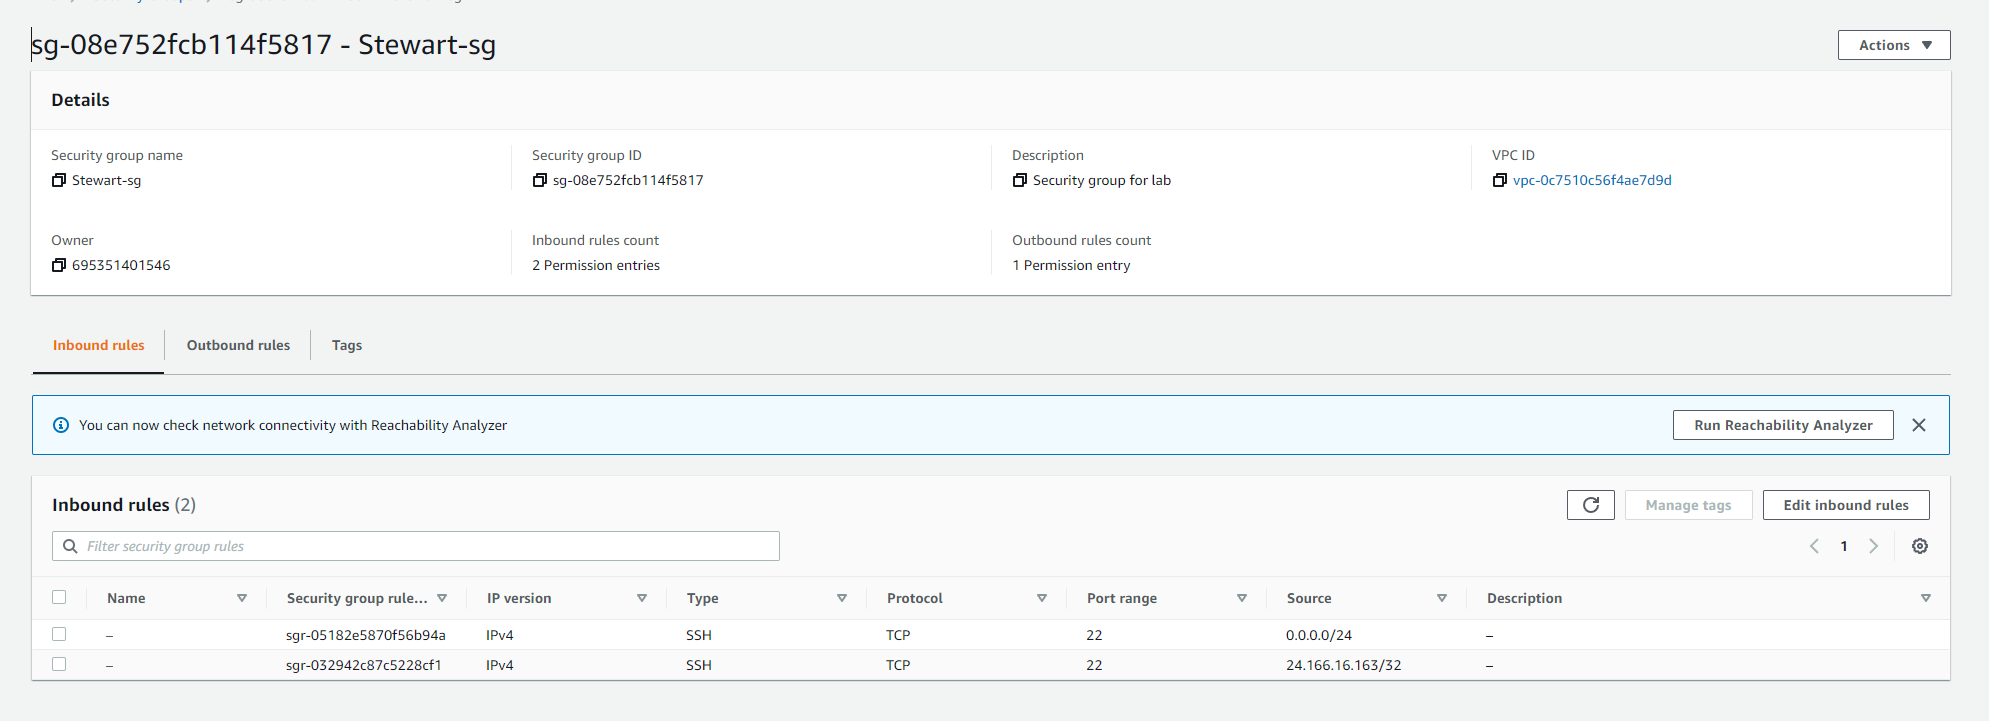 sg-08e752fcb114f5817 - Stewart-sg
Actions
Details
Security group name
Security group ID
Description
VPC ID
Stewart-sg
sg-08e752fcb114f5817
Security group for lab
vpc-0c7510c56f4ae7d9d
Owner
Inbound rules count
Outbound rules count
695351401546
2 Permission entries
1 Permission entry
Inbound rules
Outbound rules
Tags
You can now check network connectivity with Reachability Analyzer
Run Reachability Analyzer
Inbound rules (2)
Manage tags
Edit inbound rules
Filter security group rules
1
Name Security group rule... IP version Type Protocol Port range Source Description
– sgr-05182e5870f56b94a IPv4 SSH TCP 22 0.0.0.0/24 –
– sgr-032942c87c5228cf1 IPv4 SSH TCP 22 24.166.16.163/32 –